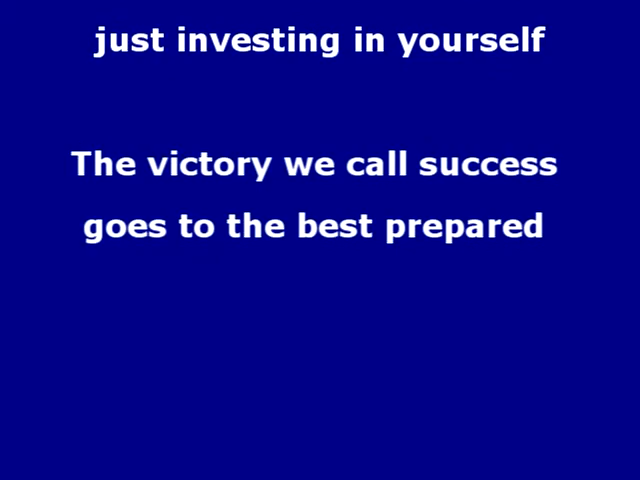 just investing in yourself
The victory we call success
goes to the best prepared